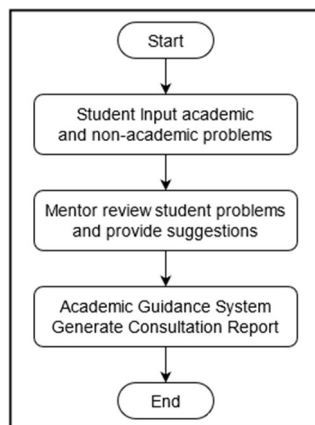 Start
Student Input academic
and non-academic problems
Mentor review student problems
and provide suggestions
Academic Guidance System
Generate Consultation Report
End